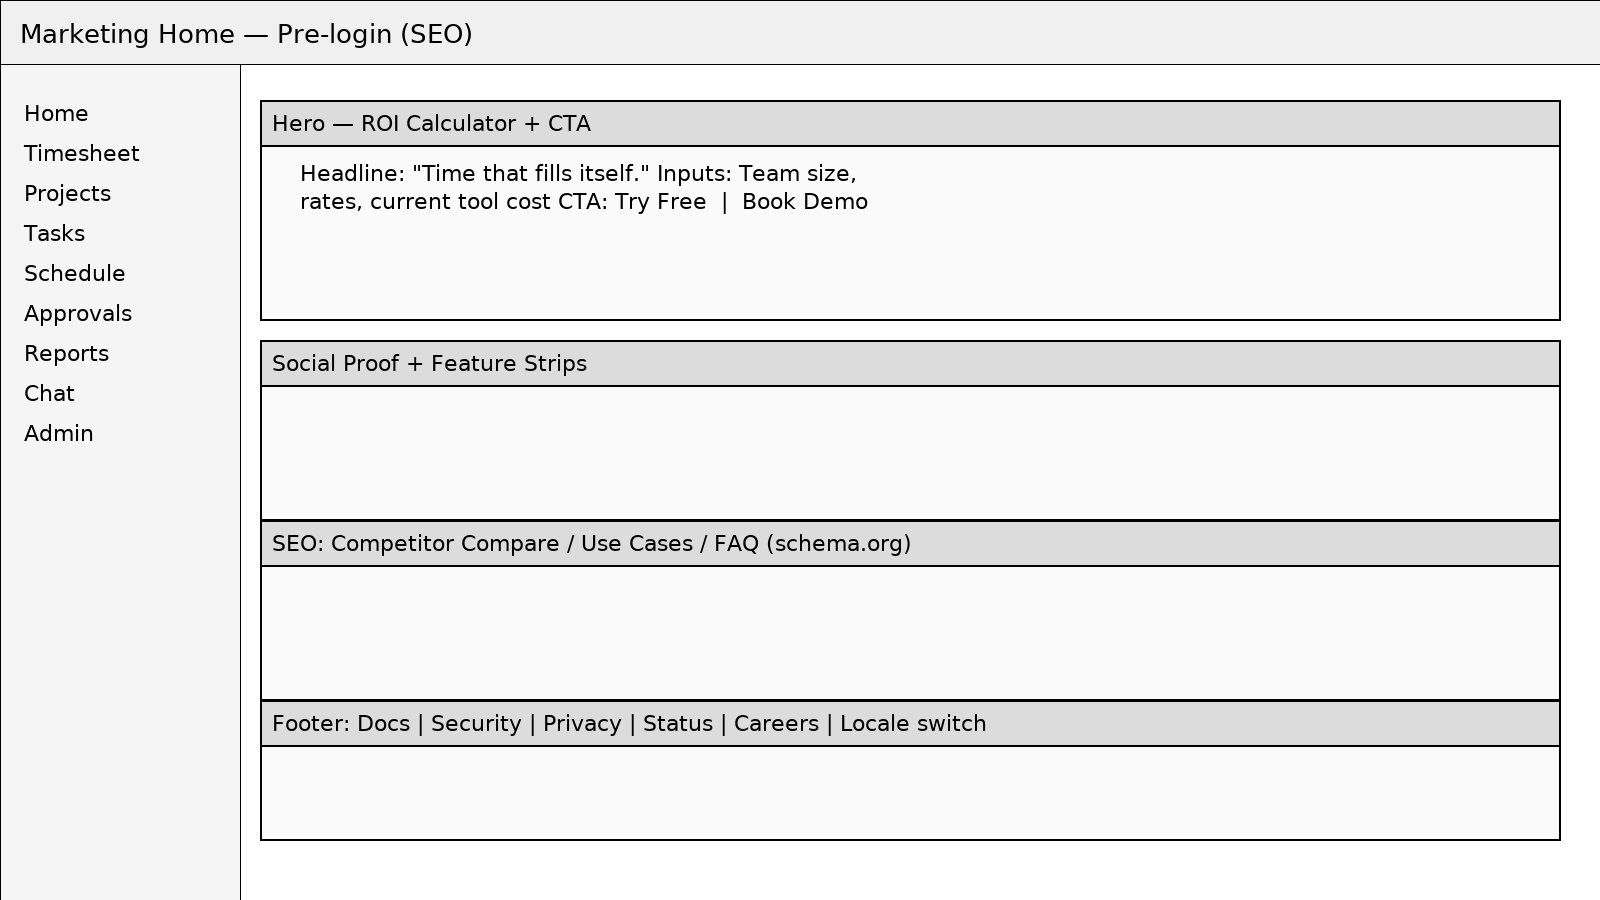 Marketing Home — Pre-login (SEO)
Home
Timesheet
Projects
Tasks
Schedule
Approvals
Reports
Chat
Admin
Hero — ROI Calculator + CTA
Headline: "Time that fills itself." Inputs: Team size,
rates, current tool cost CTA: Try Free  |  Book Demo
Social Proof + Feature Strips
SEO: Competitor Compare / Use Cases / FAQ (schema.org)
Footer: Docs | Security | Privacy | Status | Careers | Locale switch